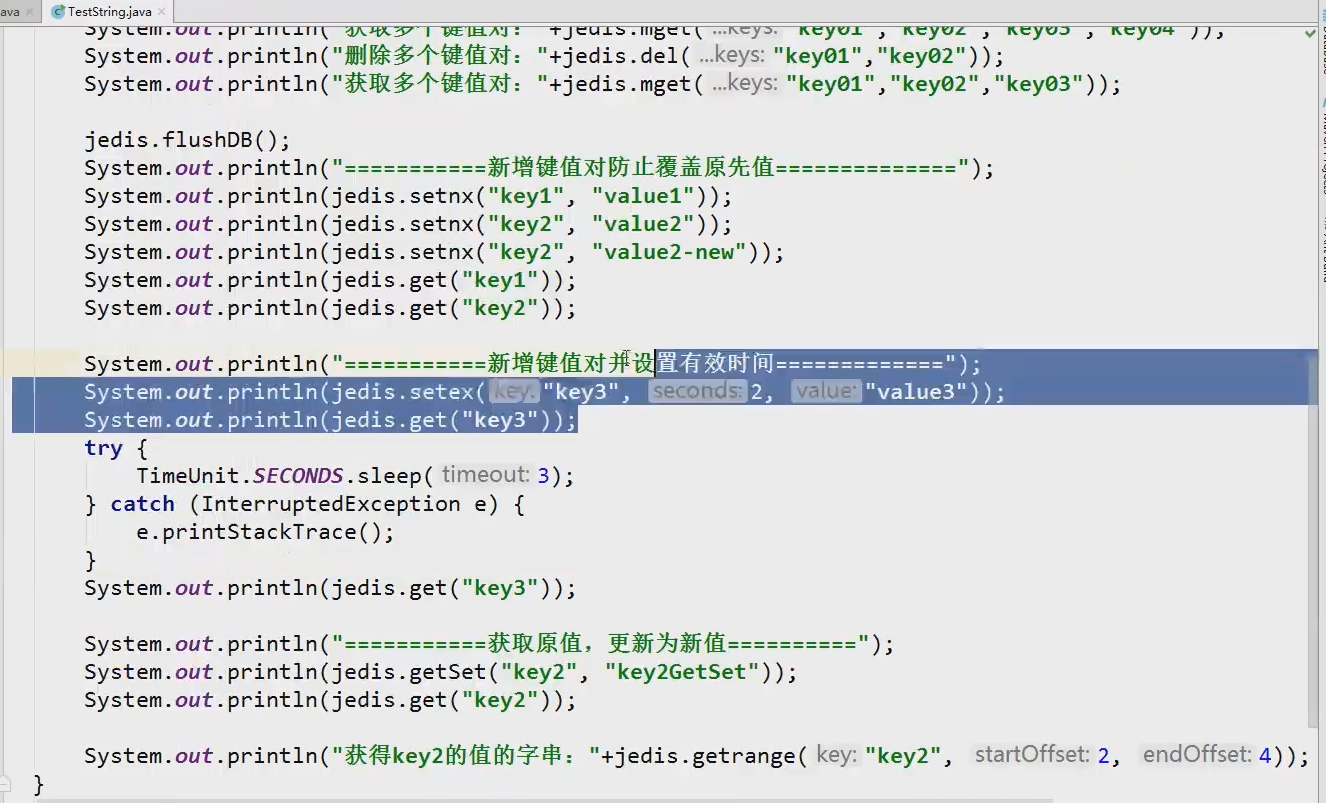 ava
TestString.java
System.out.println("获取多个键值对："+jedis.mget( ...keys: "key01","key02","key03","key04"));
System.out.println("删除多个键值对："+jedis.del( ...keys: "key01","key02"));
System.out.println("获取多个键值对："+jedis.mget( ...keys: "key01","key02","key03"));
jedis.flushDB();
System.out.println("===========新增键值对防止覆盖原先值==============");
System.out.println(jedis.setnx("key1", "value1"));
System.out.println(jedis.setnx("key2", "value2"));
System.out.println(jedis.setnx("key2", "value2-new"));
System.out.println(jedis.get("key1"));
System.out.println(jedis.get("key2"));
System.out.println("===========新增键值对并设置有效时间=============");
System.out.println(jedis.setex( key: "key3", seconds: 2, value: "value3"));
System.out.println(jedis.get("key3"));
try {
TimeUnit.SECONDS.sleep( timeout: 3);
} catch (InterruptedException e) {
e.printStackTrace();
}
System.out.println(jedis.get("key3"));
System.out.println("===========获取原值，更新为新值==========");
System.out.println(jedis.getSet("key2", "key2GetSet"));
System.out.println(jedis.get("key2"));
System.out.println("获得key2的值的字串："+jedis.getrange( key: "key2", startOffset: 2, endOffset: 4));
}